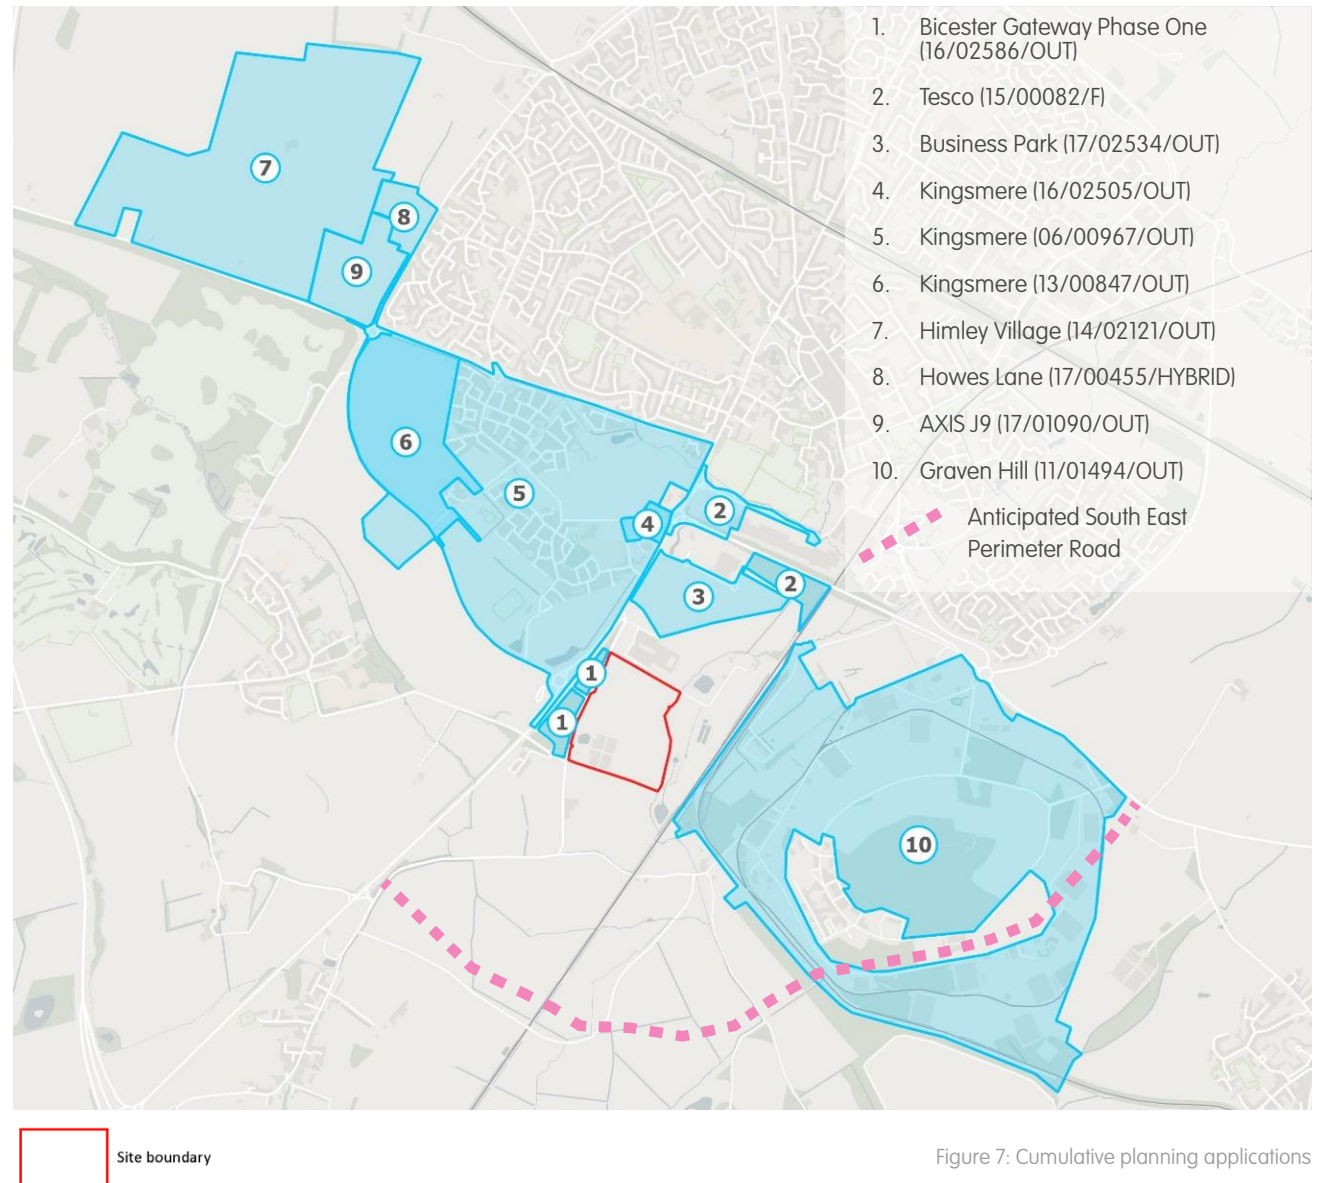 1. Bicester Gateway Phase One
(16/02586/OUT)
2. Tesco (15/00082/F)
3. Business Park (17/02534/OUT)
4. Kingsmere (16/02505/OUT)
5. Kingsmere (06/00967/OUT)
6. Kingsmere (13/00847/OUT)
7. Himley Village (14/02121/OUT)
8. Howes Lane (17/00455/HYBRID)
9. AXIS J9 (17/01090/OUT)
10. Graven Hill (11/01494/OUT)
Anticipated South East
Perimeter Road
7
8
9
6
5
4
2
2
3
1
1
10
Site boundary
Figure 7: Cumulative planning applications